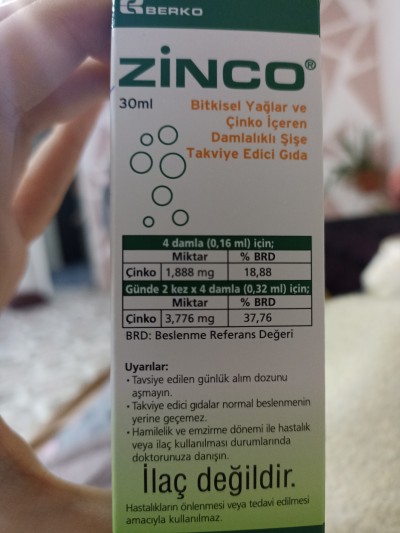 BERKO
ZiNCO®
30ml
Bitkisel Yağlar ve
Çinko İçeren
Damlalıklı Şişe
Takviye Edici Gıda
4 damla (0,16 ml) için;
Miktar % BRD
Çinko 1,888 mg 18,88
Günde 2 kez x 4 damla (0,32 ml) için;
Miktar % BRD
Çinko 3,776 mg 37,76
BRD: Beslenme Referans Değeri
Uyarılar:
• Tavsiye edilen günlük alım dozunu
aşmayın.
• Takviye edici gıdalar normal beslenmenin
yerine geçemez.
• Hamilelik ve emzirme dönemi ile hastalık
veya ilaç kullanılması durumlarında
doktorunuza danışın.
İlaç değildir.
Hastalıkların önlenmesi veya tedavi edilmesi
amacıyla kullanılmaz.